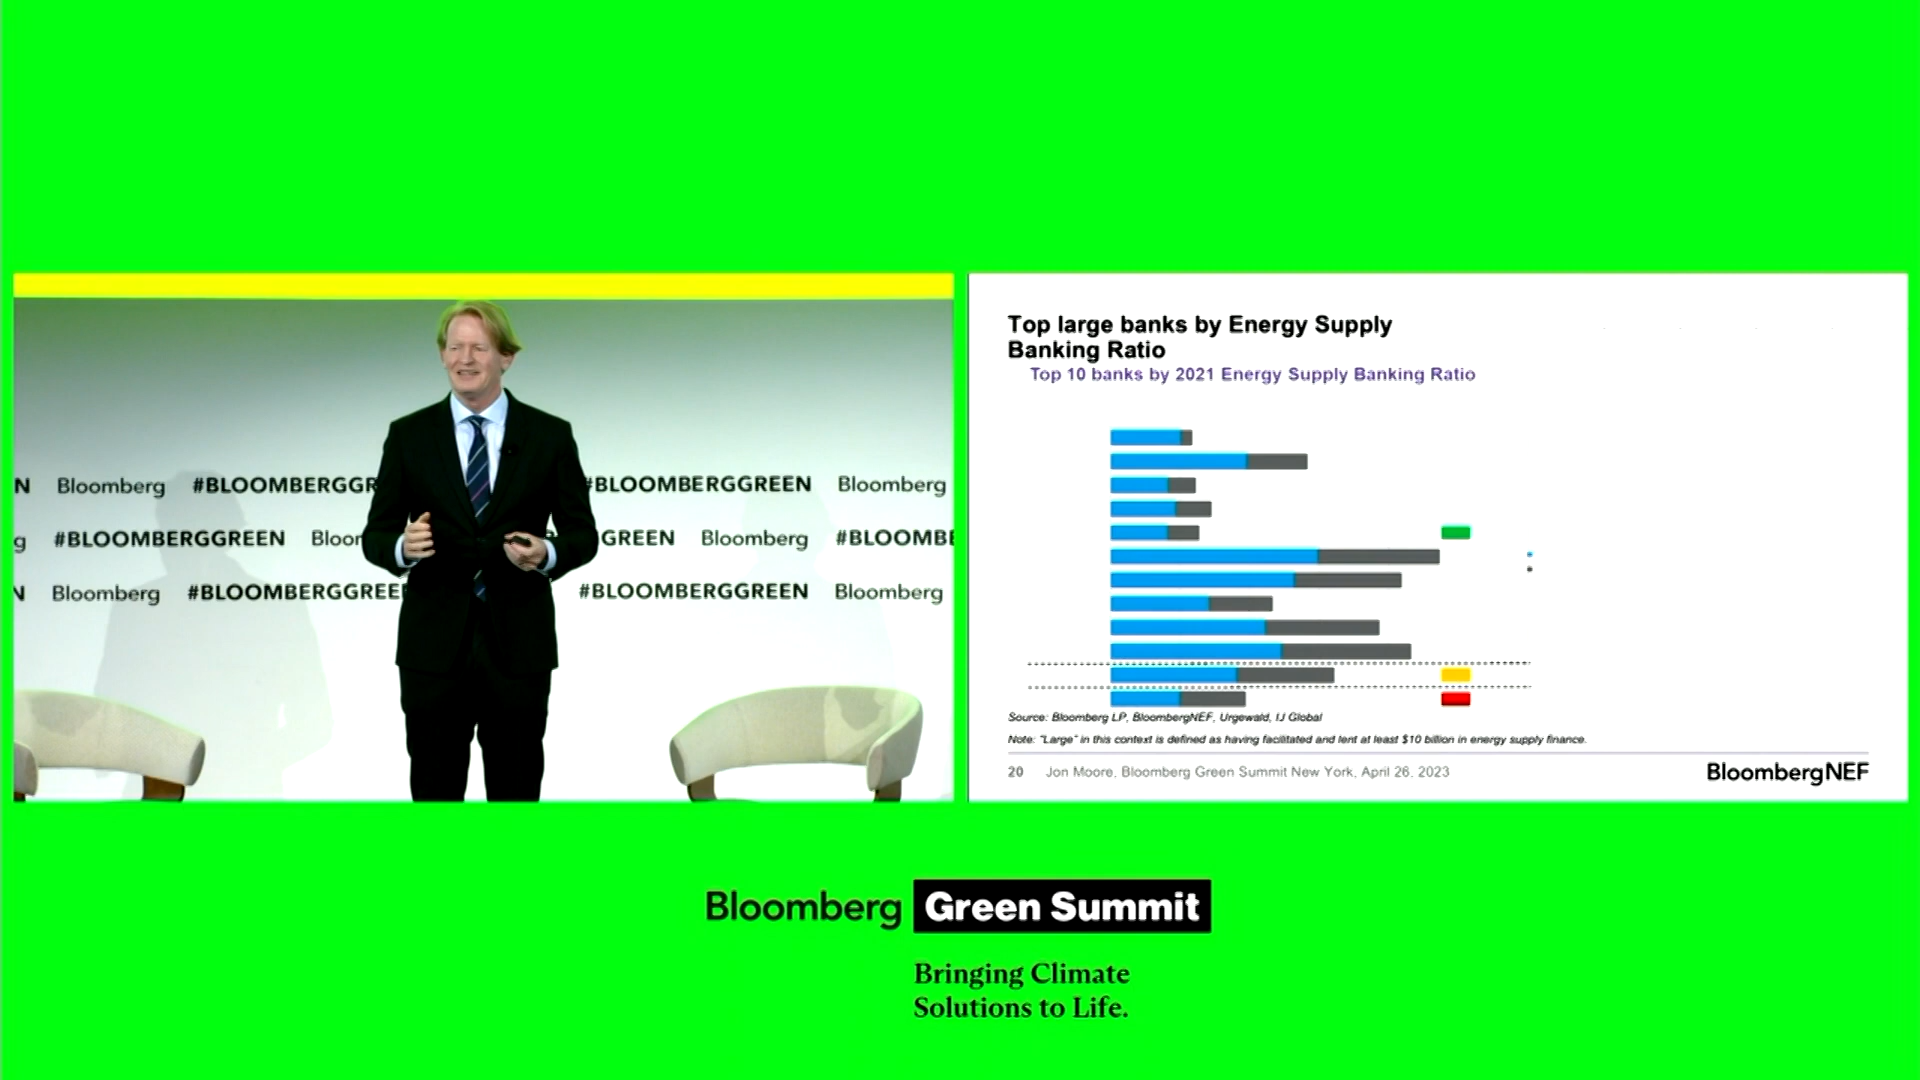 N Bloomberg #BLOOMBERGGR #BLOOMBERGGREEN Bloomberg
g #BLOOMBERGGREEN Bloor GREEN Bloomberg #BLOOMBE
N Bloomberg #BLOOMBERGGREE #BLOOMBERGGREEN Bloomberg
Top large banks by Energy Supply
Banking Ratio
Top 10 banks by 2021 Energy Supply Banking Ratio
Source: Bloomberg LP, BloombergNEF, Urgewald, IJ Global
Note: "Large" in this context is defined as having facilitated and lent at least $10 billion in energy supply finance.
20 Jon Moore, Bloomberg Green Summit New York, April 26. 2023
BloombergNEF
Bloomberg Green Summit
Bringing Climate
Solutions to Life.